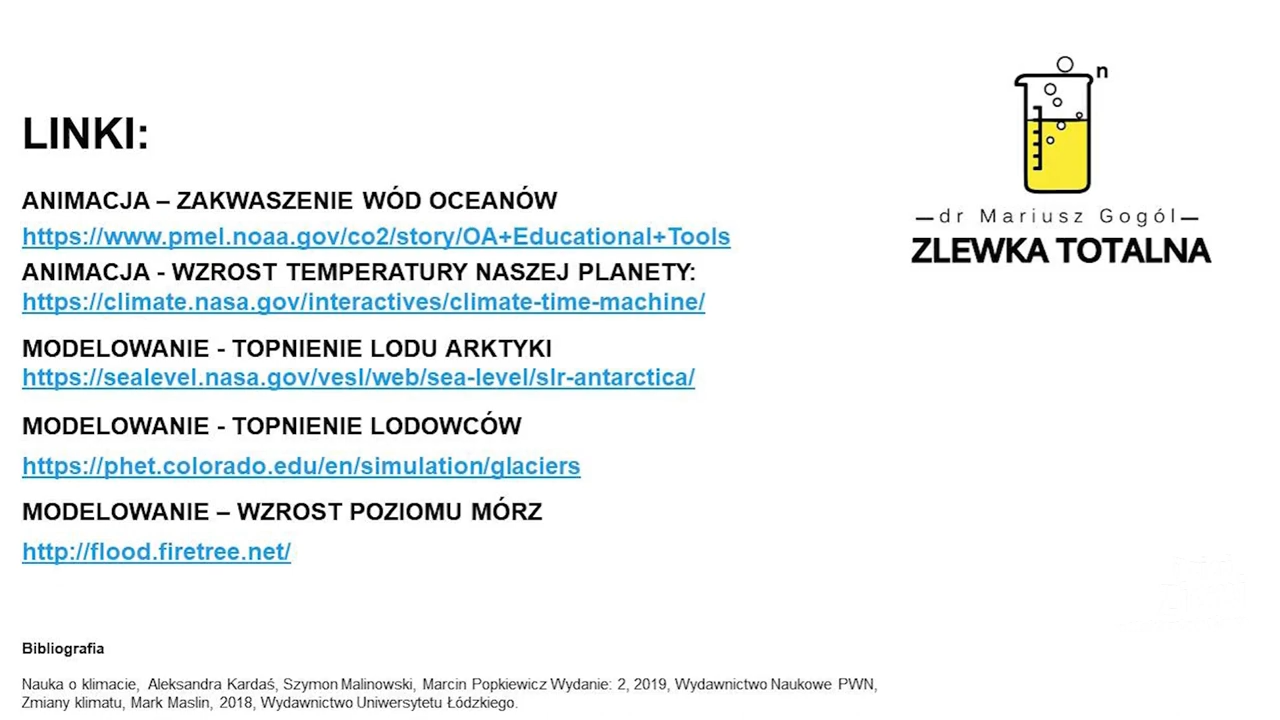 LINKI:
ANIMACJA – ZAKWASZENIE WÓD OCEANÓW
https://www.pmel.noaa.gov/co2/story/OA+Educational+Tools
ANIMACJA - WZROST TEMPERATURY NASZEJ PLANETY:
https://climate.nasa.gov/interactives/climate-time-machine/
MODELOWANIE - TOPNIENIE LODU ARKTYKI
https://sealevel.nasa.gov/vesl/web/sea-level/slr-antarctica/
MODELOWANIE - TOPNIENIE LODOWCÓW
https://phet.colorado.edu/en/simulation/glaciers
MODELOWANIE – WZROST POZIOMU MÓRZ
http://flood.firetree.net/
n
dr Mariusz Gogól
ZLEWKA TOTALNA
Bibliografia
Nauka o klimacie, Aleksandra Kardaś, Szymon Malinowski, Marcin Popkiewicz Wydanie: 2, 2019, Wydawnictwo Naukowe PWN,
Zmiany klimatu, Mark Maslin, 2018, Wydawnictwo Uniwersytetu Łódzkiego.